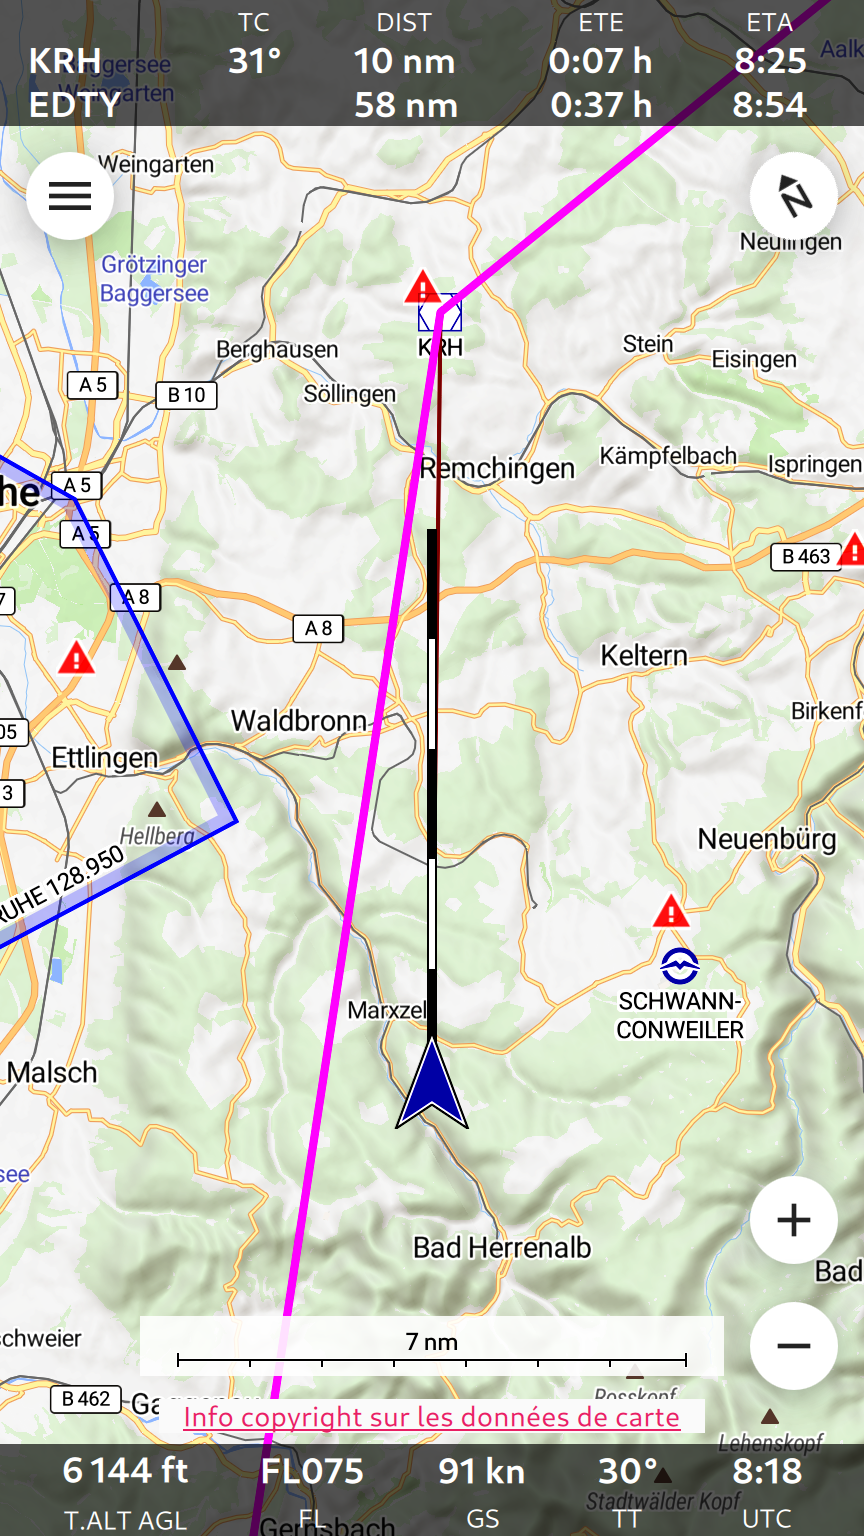 TC DIST ETE ETA
KRH 31° 10 nm 0:07 h 8:25
EDTY 58 nm 0:37 h 8:54
Baggersee
Weingarten
Weingarten
N
Neulingen
Grötzinger
Baggersee
KRH
Berghausen
Stein
Eisingen
A 5
B 10
Söllingen
Remchingen
Kämpfelbach
Ispringen
he
A 5
A 5
B 463
A 8
7
A 8
Keltern
Waldbronn
Birkenf
05
Ettlingen
3
Hellberg
RUHE 128.950
Neuenbürg
SCHWANN-
CONWEILER
Marxzel
Malsch
see
+
Bad Herrenalb
Bad
chweier
7 nm
−
B 462
Rosskopf
Info copyright sur les données de carte
Lehenskopf
6 144 ft FL075 91 kn 30° 8:18
Stadtwälder Kopf
T.ALT AGL FL GS TT UTC
Gernsbach